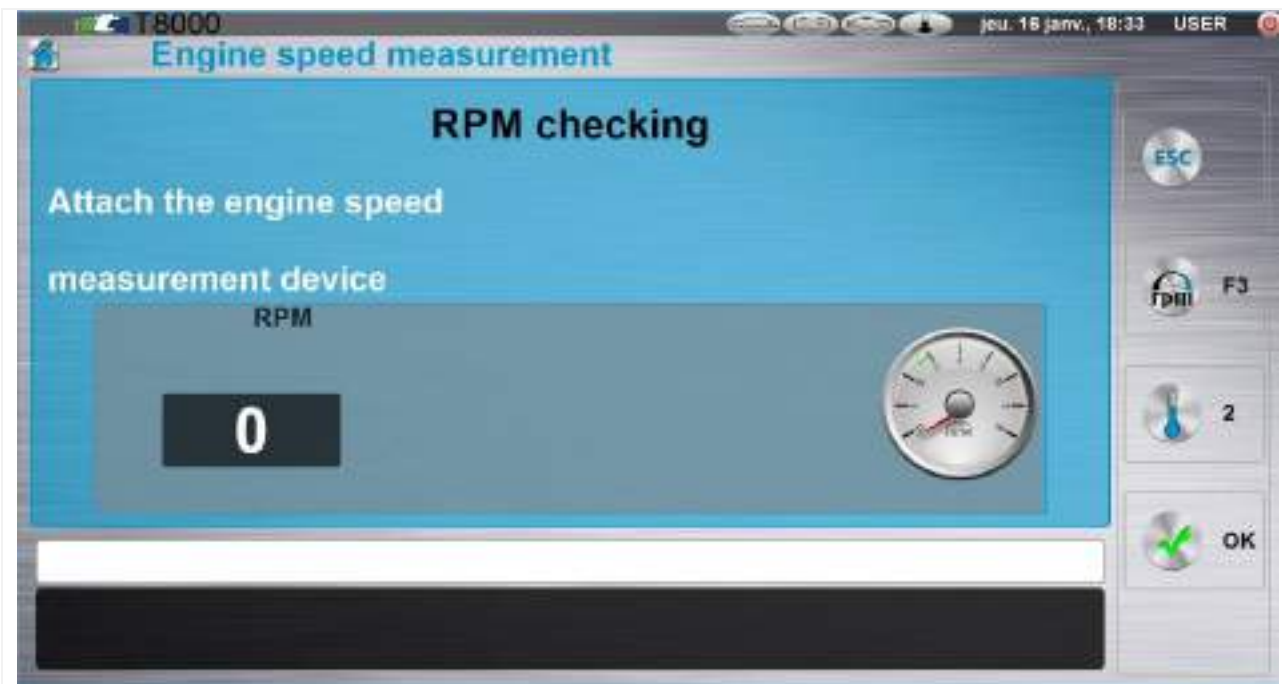 T8000
jeu. 16 janv., 18:33 USER
Engine speed measurement
RPM checking
ESC
Attach the engine speed
measurement device
rpm F3
RPM
0
2
OK